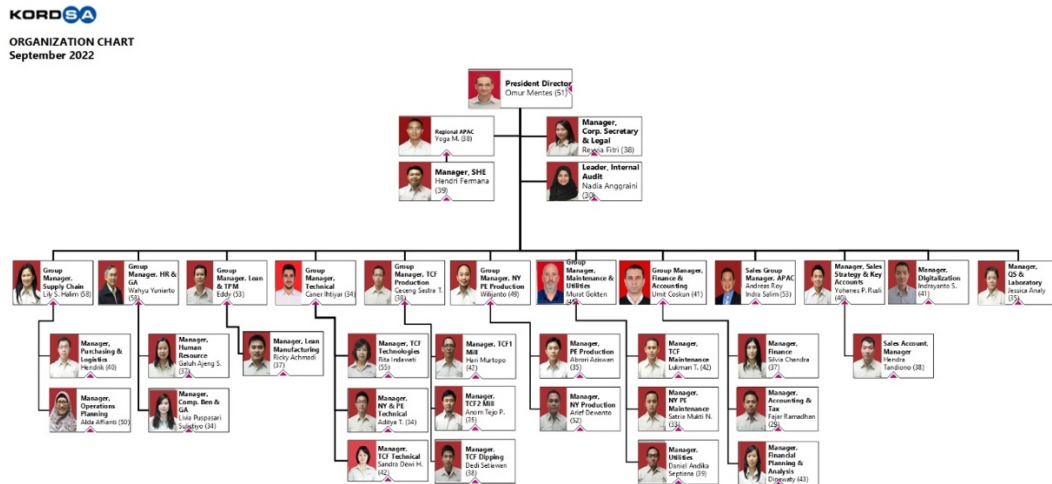 KORDSA
ORGANIZATION CHART
September 2022
President Director
Omur Mentes (51)
Regional APAC
Yoga M. (38)
Manager,
Corp. Secretary
& Legal
Fitri (38)
Manager, SHE
Hendri Fermana
(39)
Leader, Internal
Audit
Nadia Anggraini
(30)
Group
Manager,
Supply Chain
Lily S. Halim (58)
Group
Manager, HR &
GA
Wahyu Yuniarto
(58)
Group
Manager, Lean
& TPM
Eddy (53)
Group
Manager,
Technical
Caner Ihtiyar (34)
Group
Manager, TCF
Production
Ceceng Sastra T.
(38)
Group
Manager, NY
PE Production
Wilijanto (49)
Group
Manager,
Maintenance &
Utilities
Murat Gokten
Group Manager,
Finance &
Accounting
Umit Coskun (41)
Sales Group
Manager, APAC
Andreas Roy
Indra Salim (53)
Manager, Sales
Strategy & Key
Accounts
Yohanes P. Rusli
(40)
Manager,
Digitalization
Indrayanto S.
(41)
Manager,
QS &
Laboratory
Jessica Analy
(35)
Manager,
Purchasing &
Logistics
Hendrik (40)
Manager,
Human
Resource
Galuh Ajeng S.
(37)
Manager, Lean
Manufacturing
Ricky Achmadi
(37)
Manager, TCF
Technologies
Rita Indawati
(55)
Manager, TCF1
Mill
Hari Murtopo
(42)
Manager,
PE Production
Abrori
(35)
Manager,
TCF
Maintenance
Lukman T. (42)
Manager,
Finance
Silvia Chandra
(37)
Sales Account,
Manager
Hendra
Tandiono (38)
Manager,
Operations
Planning
Alda Affianti (50)
Manager,
Comp. Ben &
GA
Livia Puspasari
Sulistiyo (34)
Manager,
NY & PE
Technical
Aditya T. (34)
Manager,
TCF2 Mill
Anom Tejo P.
(35)
Manager,
NY Production
Arief Dewanto
(52)
Manager,
NY PE
Maintenance
Satria Mukti N.
(33)
Manager,
Accounting &
Tax
Fajar Ramadhan
(29)
Manager,
TCF Technical
Sandra Dewi H.
(42)
Manager,
TCF Dipping
Dedi Setiawan
(38)
Manager,
Utilities
Daniel Andika
Septiana (39)
Manager,
Financial
Planning &
Analysis
(43)